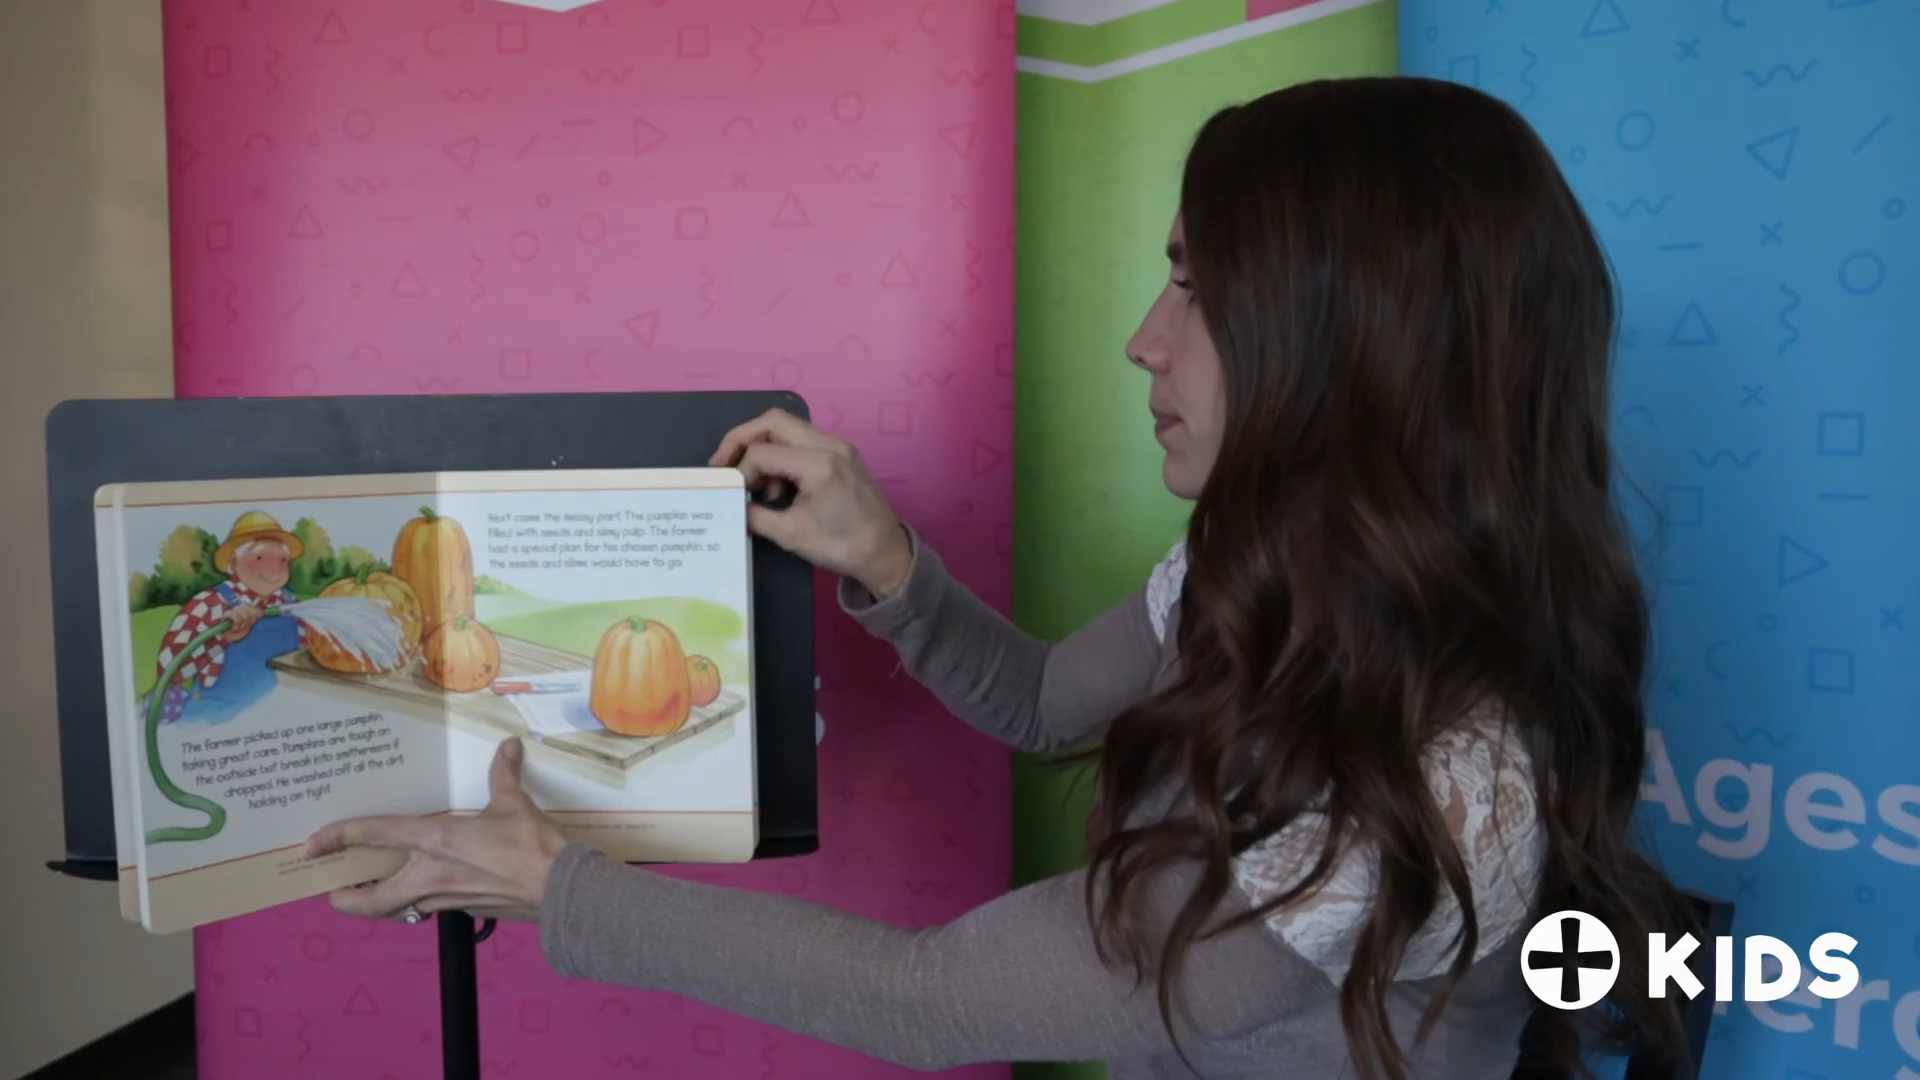 The farmer picked up one large pumpkin,
taking great care. Pumpkins are tough on
the outside but break into smithereens if
dropped. He washed off all the dirt,
holding on tight.
Next came the messy part. The pumpkin was
filled with seeds and slimy pulp. The farmer
had a special plan for his chosen pumpkin, so
the seeds and slime would have to go.
Ages
KIDS